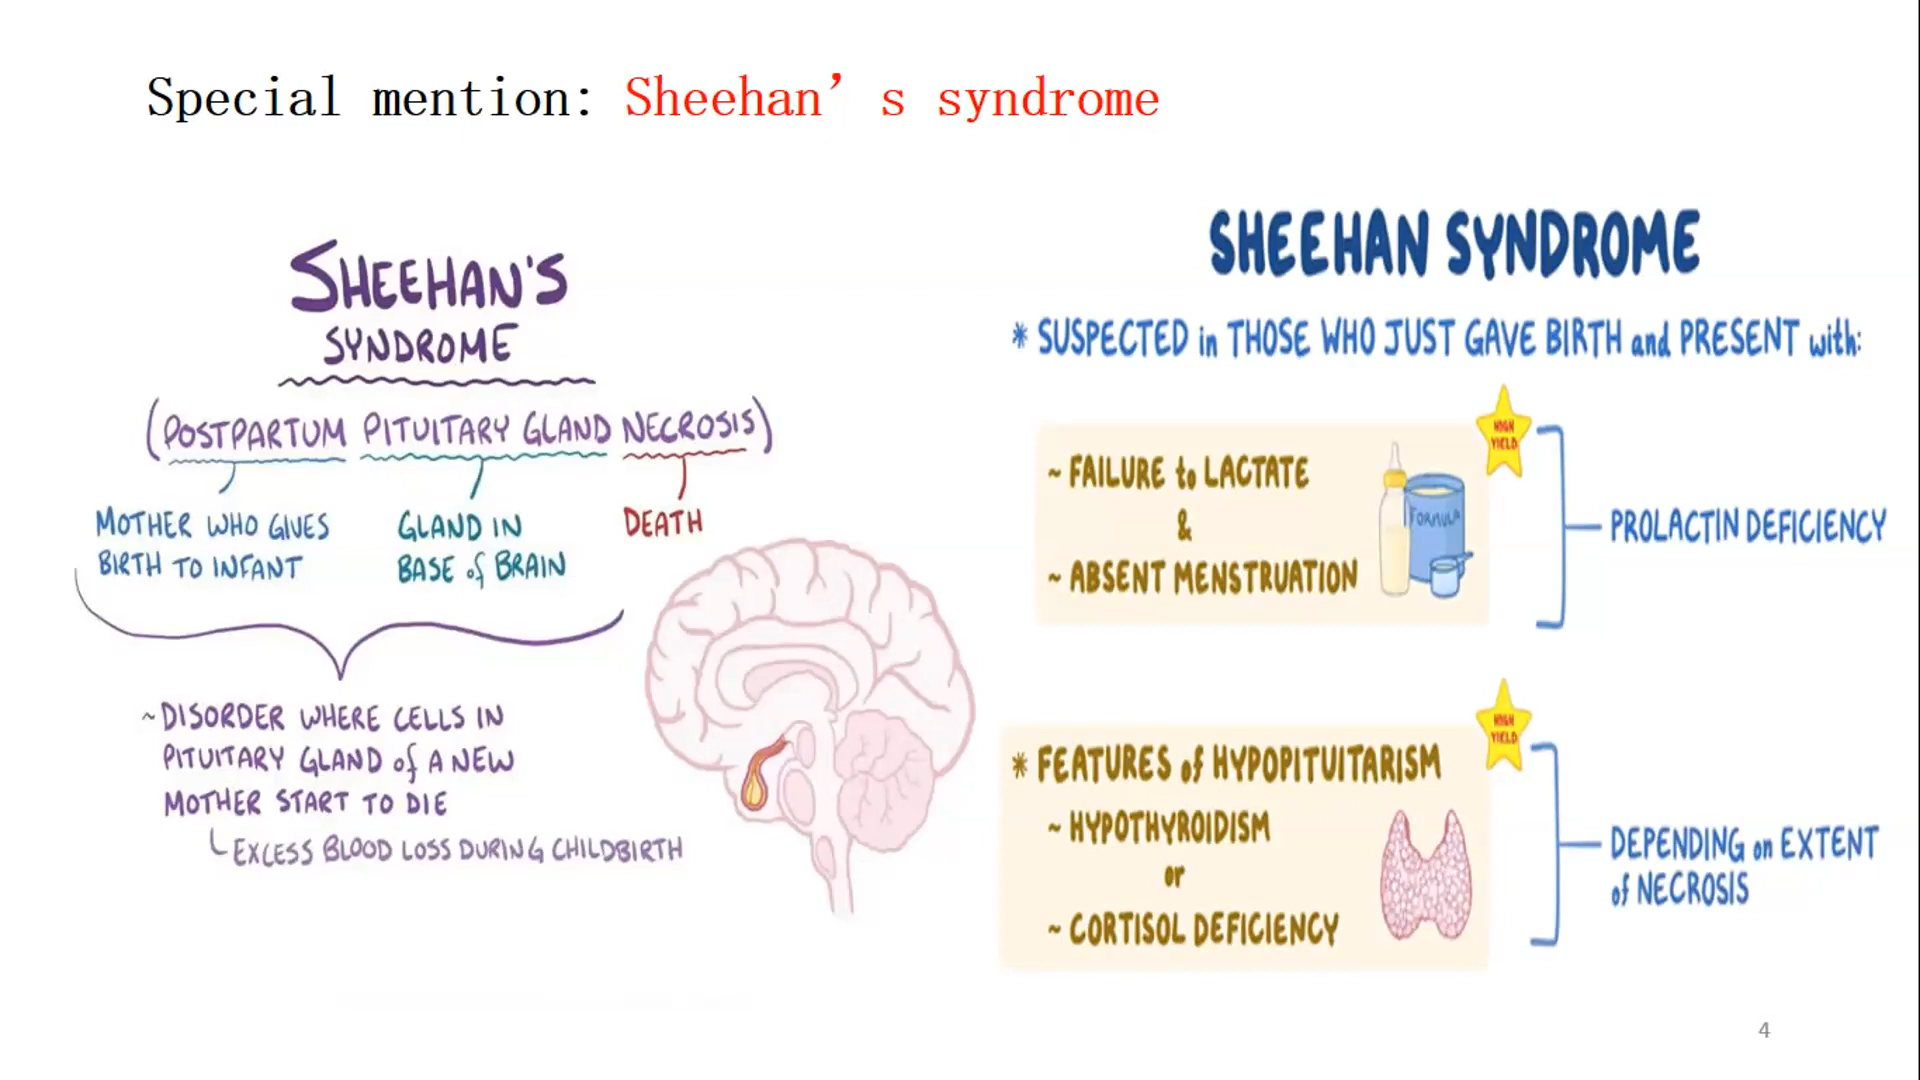 Special mention: Sheehan’s syndrome
SHEEHAN'S
SYNDROME
(POSTPARTUM PITUITARY GLAND NECROSIS)
MOTHER WHO GIVES
BIRTH TO INFANT
GLAND IN
BASE of BRAIN
DEATH
~DISORDER WHERE CELLS IN
PITUITARY GLAND of A NEW
MOTHER START TO DIE
EXCESS BLOOD LOSS DURING CHILDBIRTH
SHEEHAN SYNDROME
* SUSPECTED in THOSE WHO JUST GAVE BIRTH and PRESENT with:
~ FAILURE to LACTATE
&
~ ABSENT MENSTRUATION
FORMULA
HIGH
YIELD
PROLACTIN DEFICIENCY
* FEATURES of HYPOPITUITARISM
~ HYPOTHYROIDISM
or
~ CORTISOL DEFICIENCY
HIGH
YIELD
DEPENDING on EXTENT
of NECROSIS
4